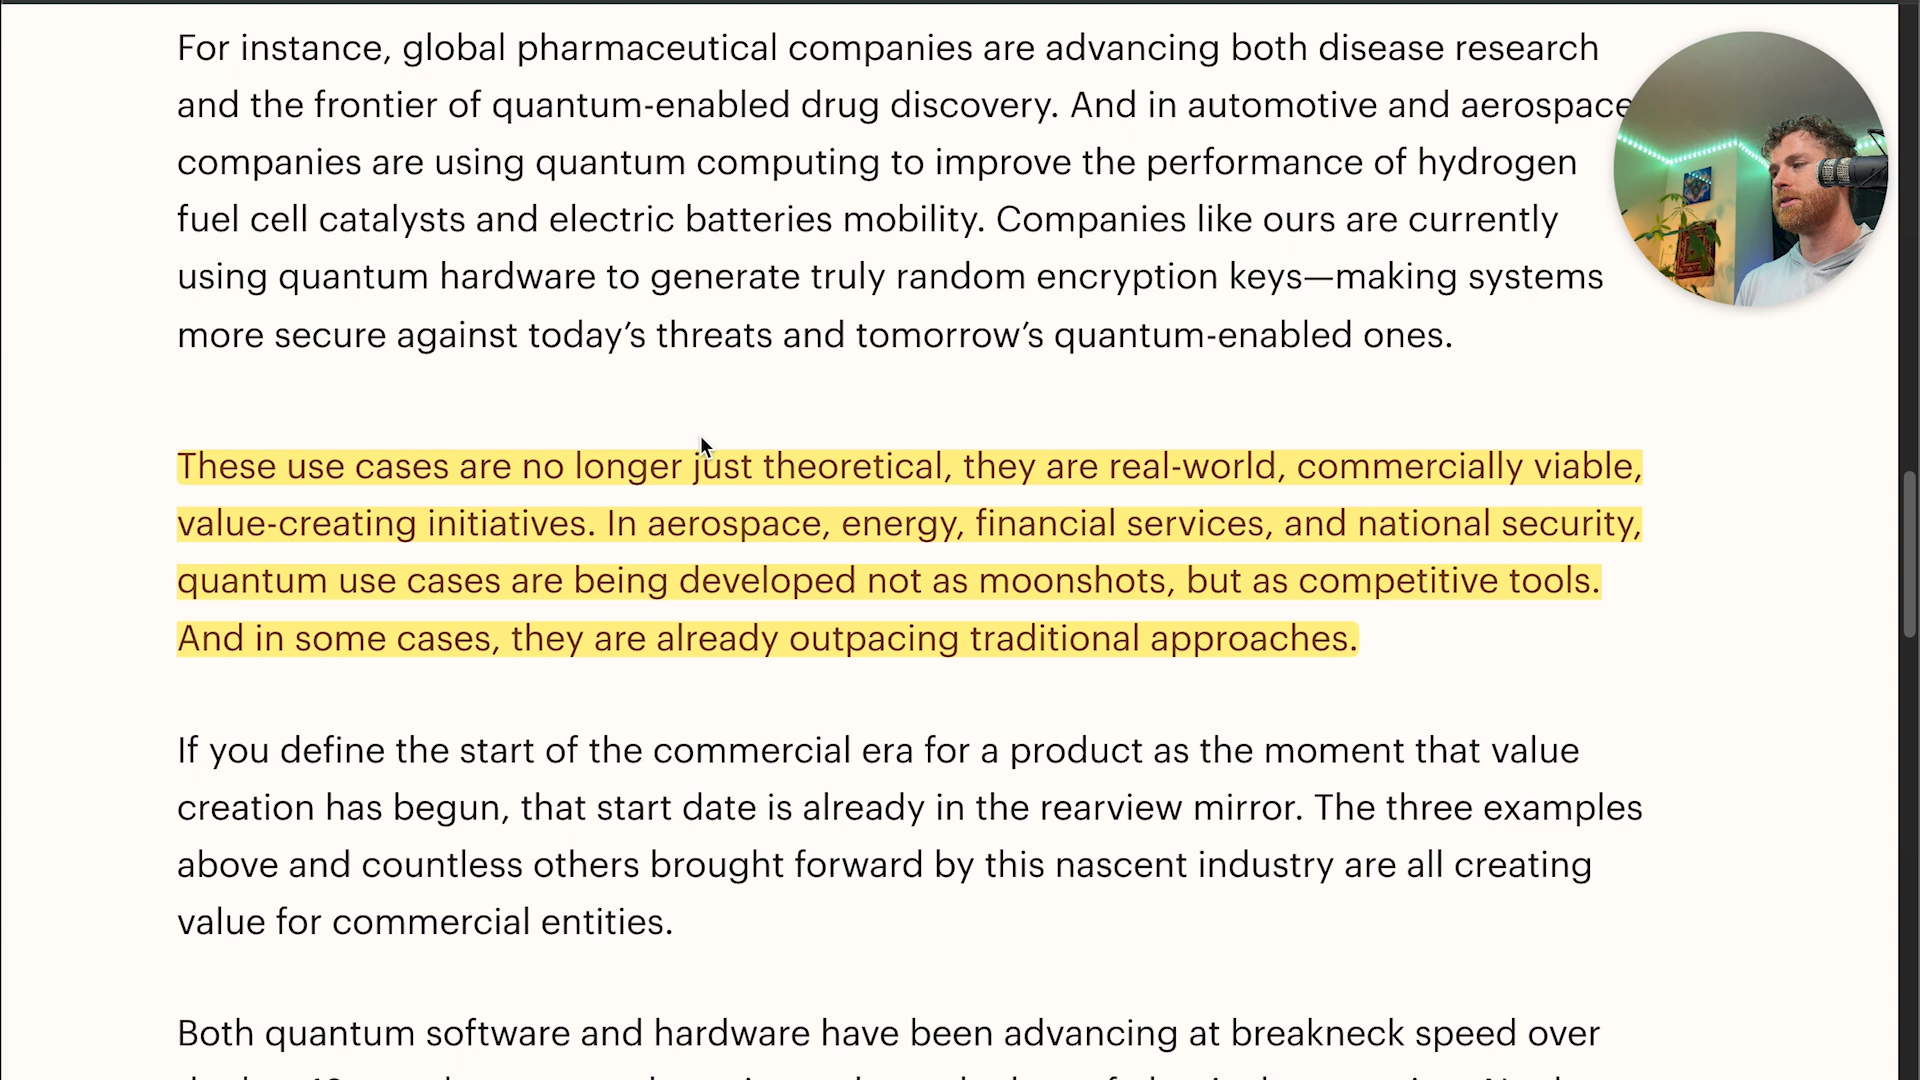 For instance, global pharmaceutical companies are advancing both disease research
and the frontier of quantum-enabled drug discovery. And in automotive and aerospace
companies are using quantum computing to improve the performance of hydrogen
fuel cell catalysts and electric batteries mobility. Companies like ours are currently
using quantum hardware to generate truly random encryption keys—making systems
more secure against today’s threats and tomorrow’s quantum-enabled ones.
These use cases are no longer just theoretical, they are real-world, commercially viable,
value-creating initiatives. In aerospace, energy, financial services, and national security,
quantum use cases are being developed not as moonshots, but as competitive tools.
And in some cases, they are already outpacing traditional approaches.
If you define the start of the commercial era for a product as the moment that value
creation has begun, that start date is already in the rearview mirror. The three examples
above and countless others brought forward by this nascent industry are all creating
value for commercial entities.
Both quantum software and hardware have been advancing at breakneck speed over